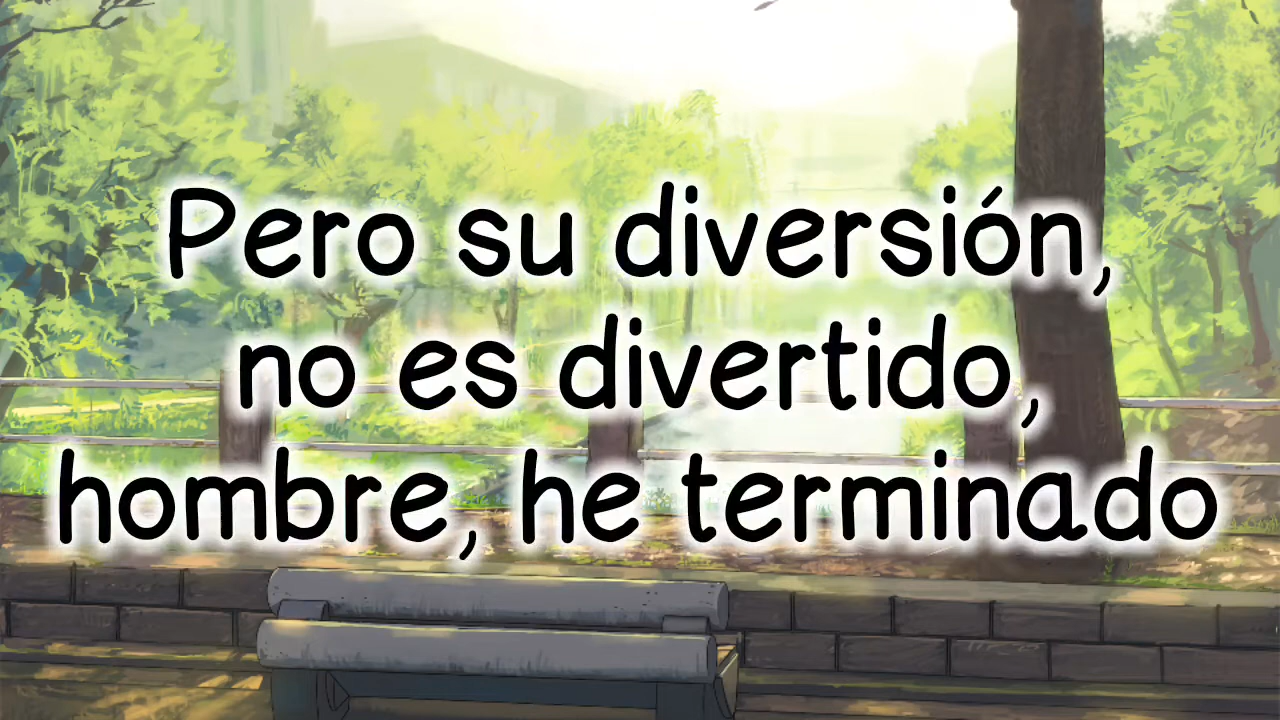 Pero su diversión,
no es divertido,
hombre, he terminado